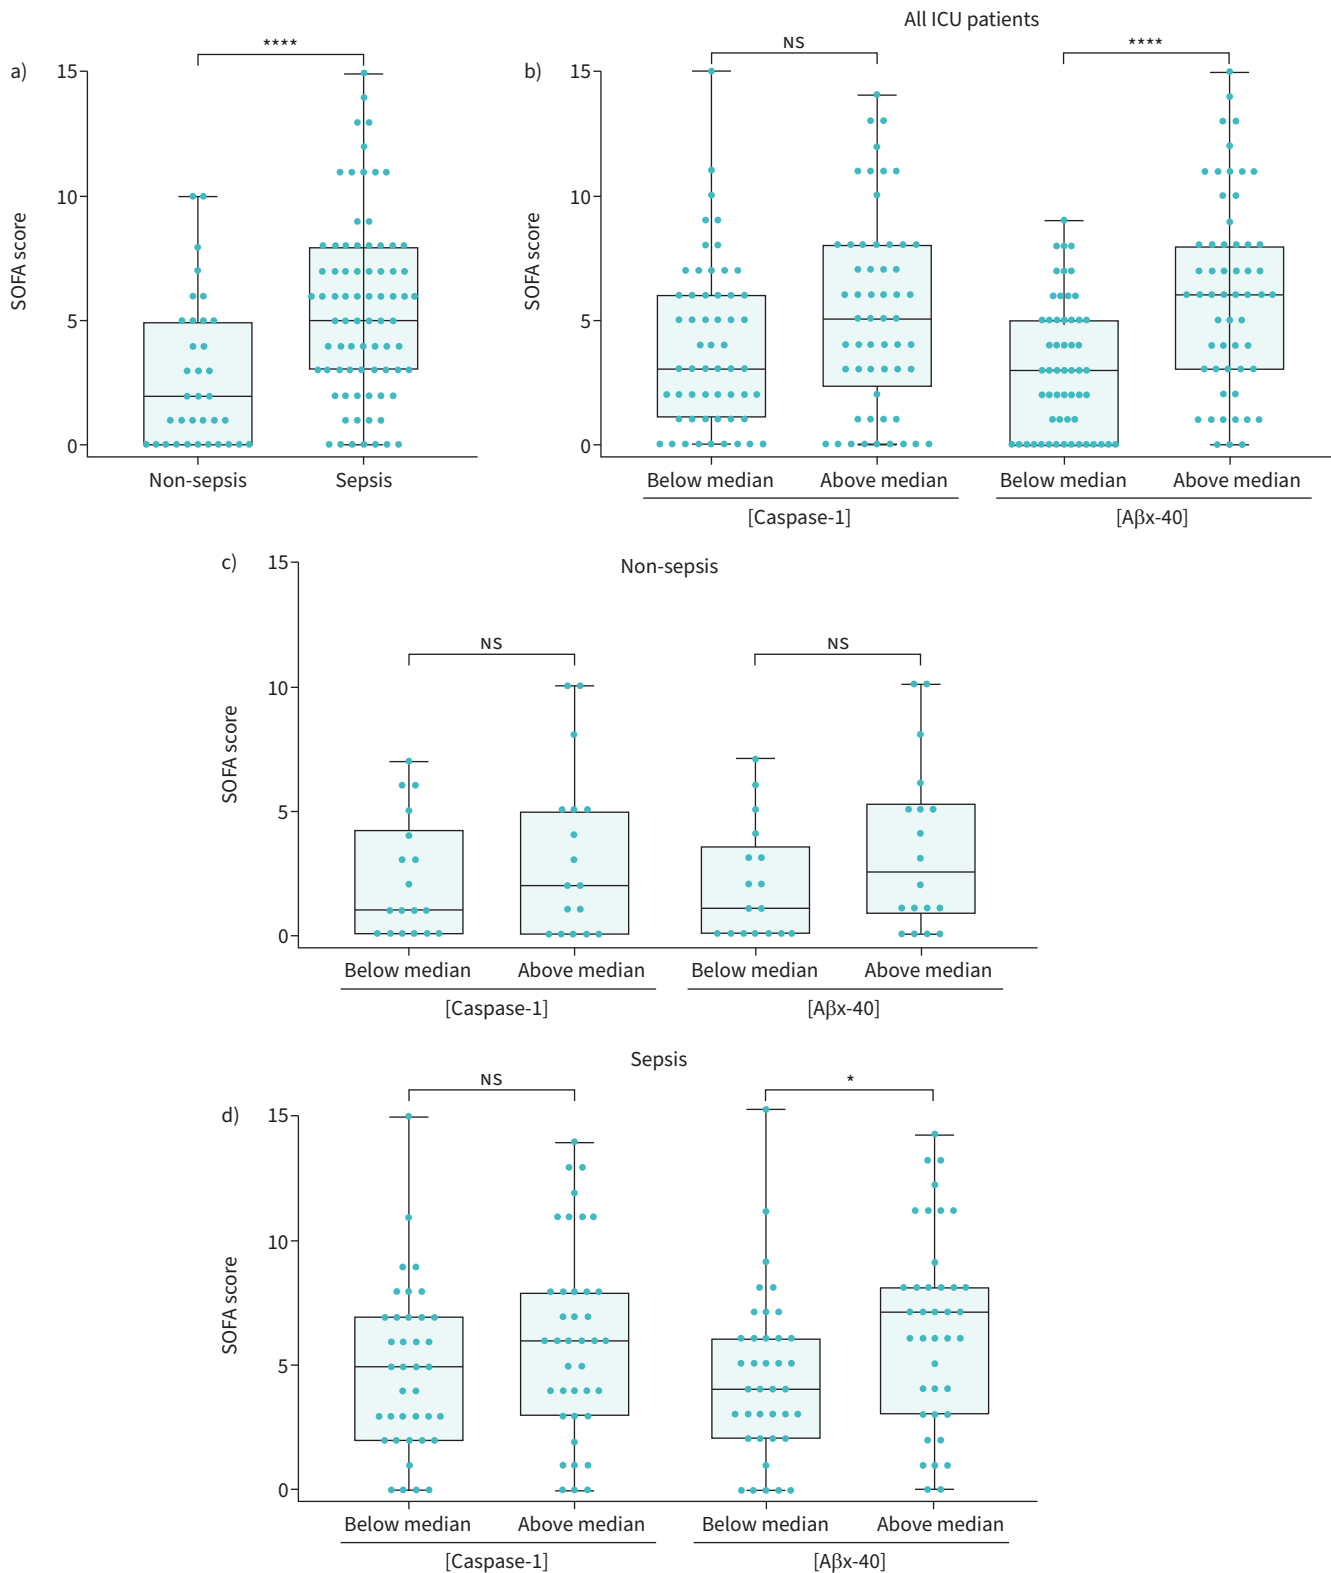 a)
****
15
10
5
0
SOFA score
Non-sepsis
Sepsis
All ICU patients
b)
NS
****
15
10
5
0
SOFA score
Below median
Above median
Below median
Above median
[Caspase-1]
[Aβx-40]
c)
Non-sepsis
15
10
5
0
SOFA score
NS
NS
Below median
Above median
Below median
Above median
[Caspase-1]
[Aβx-40]
Sepsis
d)
NS
*
15
10
5
0
SOFA score
Below median
Above median
Below median
Above median
[Caspase-1]
[Aβx-40]